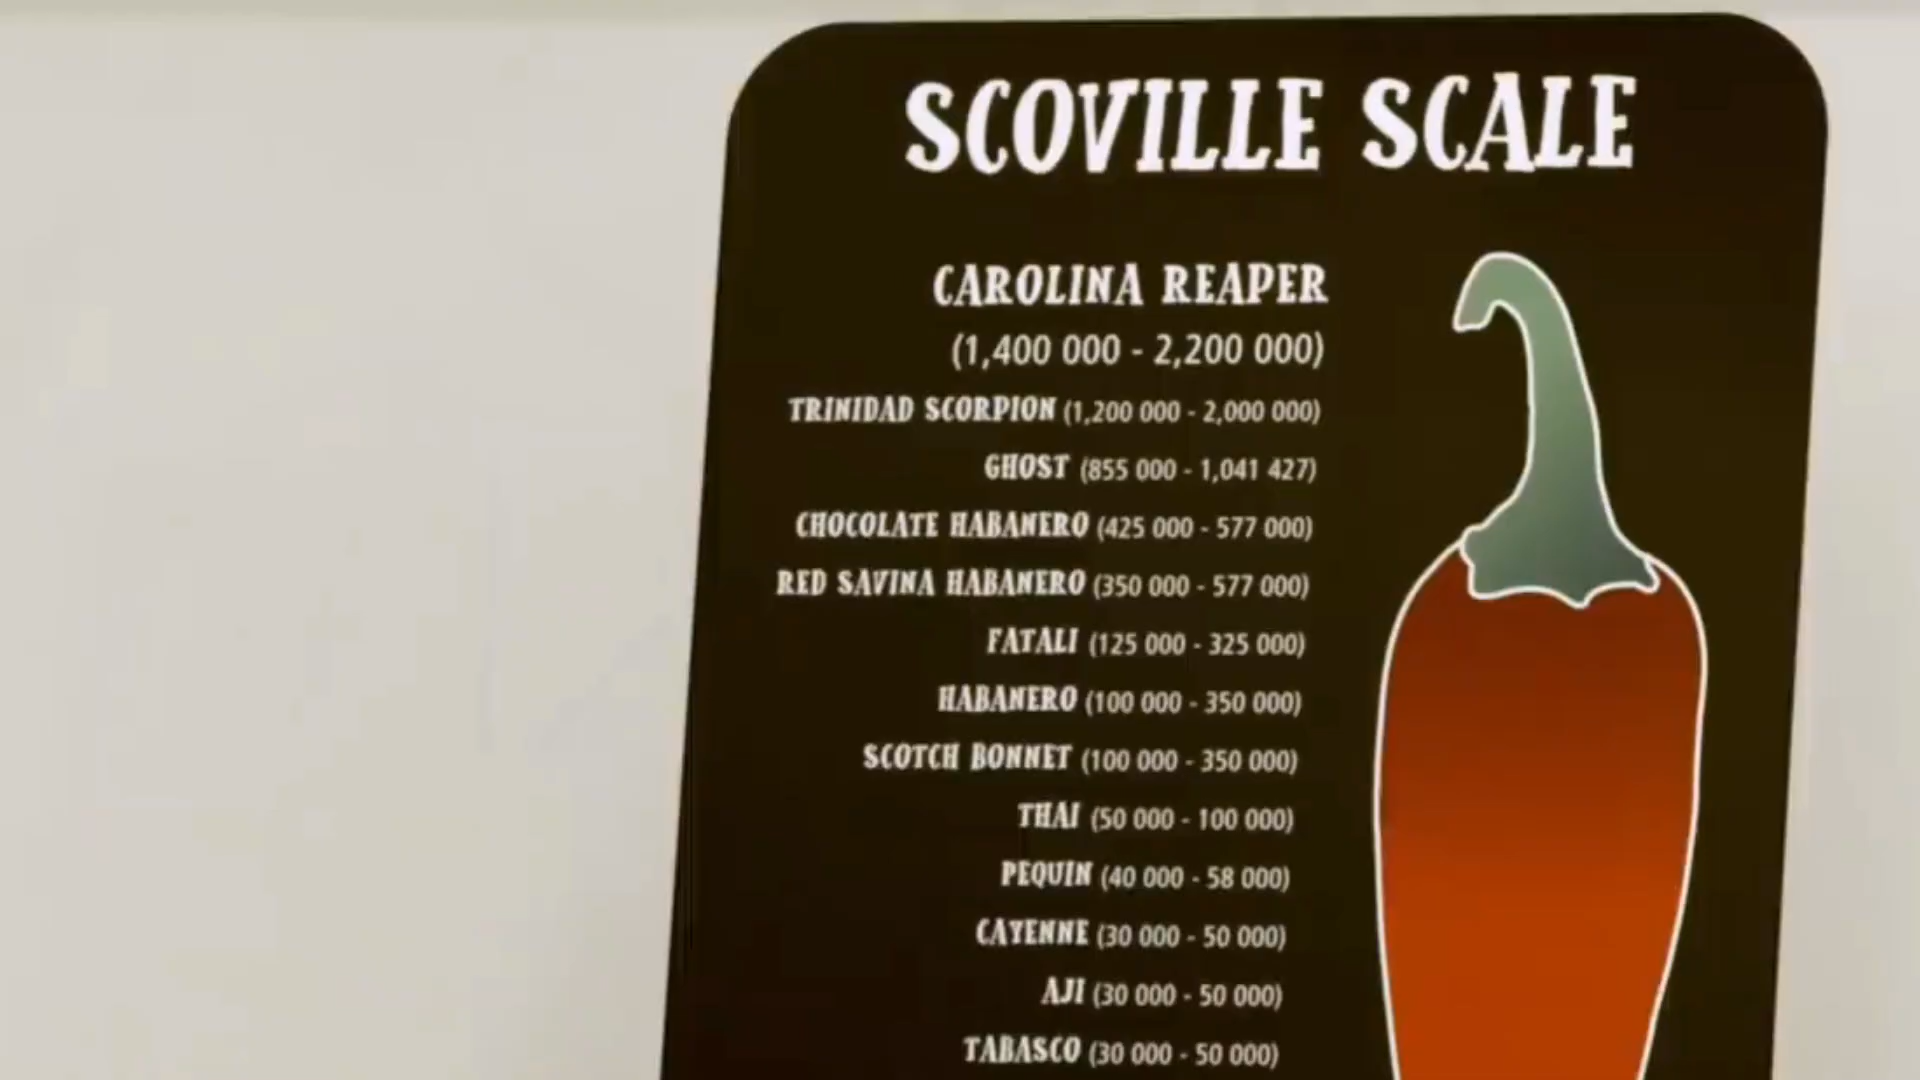 SCOVILLE SCALE
CAROLINA REAPER
(1,400 000 - 2,200 000)
TRINIDAD SCORPION (1,200 000 - 2,000 000)
GHOST (855 000 - 1,041 427)
CHOCOLATE HABANERO (425 000 - 577 000)
RED SAVINA HABANERO (350 000 - 577 000)
FATALI (125 000 - 325 000)
HABANERO (100 000 - 350 000)
SCOTCH BONNET (100 000 - 350 000)
THAI (50 000 - 100 000)
PEQUIN (40 000 - 58 000)
CAYENNE (30 000 - 50 000)
AJI (30 000 - 50 000)
TABASCO (30 000 - 50 000)